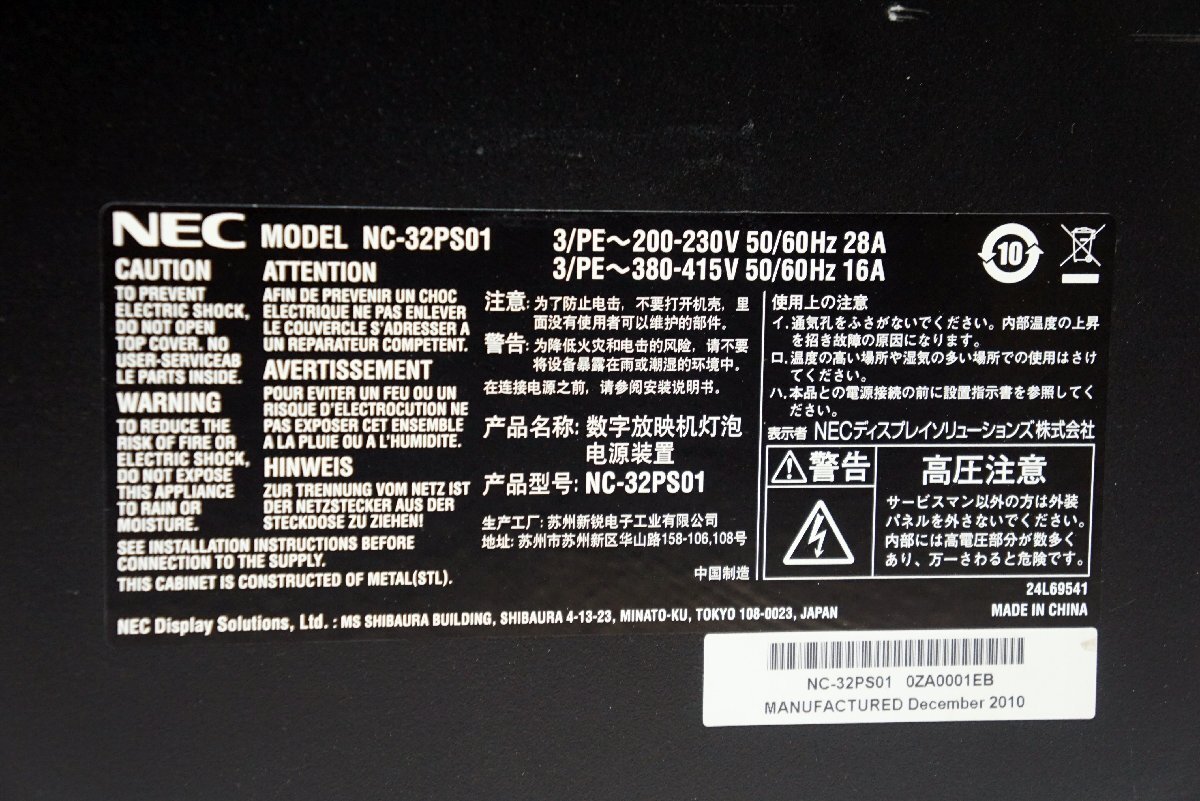 NEC MODEL NC-32PS01
3/PE～200-230V 50/60Hz 28A
3/PE～380-415V 50/60Hz 16A
10
CAUTION
TO PREVENT
ELECTRIC SHOCK,
DO NOT OPEN
TOP COVER. NO
USER-SERVICEAB
LE PARTS INSIDE.
WARNING
TO REDUCE THE
RISK OF FIRE OR
ELECTRIC SHOCK,
DO NOT EXPOSE
THIS APPLIANCE
TO RAIN OR
MOISTURE.
ATTENTION
AFIN DE PREVENIR UN CHOC
ELECTRIQUE NE PAS ENLEVER
LE COUVERCLE S'ADRESSER A
UN REPARATEUR COMPETENT.
AVERTISSEMENT
POUR EVITER UN FEU OU UN
RISQUE D'ELECTROCUTION NE
PAS EXPOSER CET ENSEMBLE
A LA PLUIE OU A L'HUMIDITE.
HINWEIS
ZUR TRENNUNG VOM NETZ IST
DER NETZSTECKER AUS DER
STECKDOSE ZU ZIEHEN!
SEE INSTALLATION INSTRUCTIONS BEFORE
CONNECTION TO THE SUPPLY.
THIS CABINET IS CONSTRUCTED OF METAL(STL).
注意: 为了防止电击，不要打开机壳，里
面没有使用者可以维护的部件。
警告: 为降低火灾和电击的风险，请不要
将设备暴露在雨或潮湿的环境中。
在连接电源之前，请参阅安装说明书。
产品名称: 数字放映机灯泡
电源装置
产品型号: NC-32PS01
生产工厂: 苏州新锐电子工业有限公司
地址: 苏州市苏州新区华山路158-106,108号
中国制造
使用上の注意
イ. 通気孔をふさがないでください。内部温度の上昇
を招き故障の原因になります。
ロ. 温度の高い場所や湿気の多い場所での使用はさけ
てください。
ハ. 本品との電源接続の前に設置指示書を参照してく
ださい。
表示者 NECディスプレイソリューションズ株式会社
警告
高圧注意
サービスマン以外の方は外装
パネルを外さないでください。
内部には高電圧部分が数多く
あり、万一さわると危険です。
24L69541
MADE IN CHINA
NEC Display Solutions, Ltd. : MS SHIBAURA BUILDING, SHIBAURA 4-13-23, MINATO-KU, TOKYO 108-0023, JAPAN
NC-32PS01 0ZA0001EB
MANUFACTURED December 2010